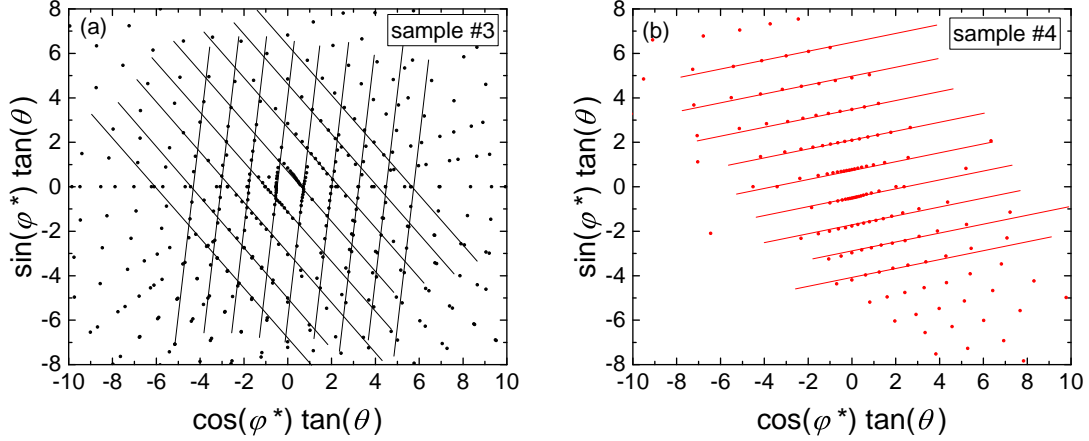 (a)
sample #3
8
6
4
2
0
-2
-4
-6
-8
-10 -8 -6 -4 -2 0 2 4 6 8 10
sin(φ*) tan(θ)
cos(φ*) tan(θ)
(b)
sample #4
8
6
4
2
0
-2
-4
-6
-8
-10 -8 -6 -4 -2 0 2 4 6 8 10
sin(φ*) tan(θ)
cos(φ*) tan(θ)